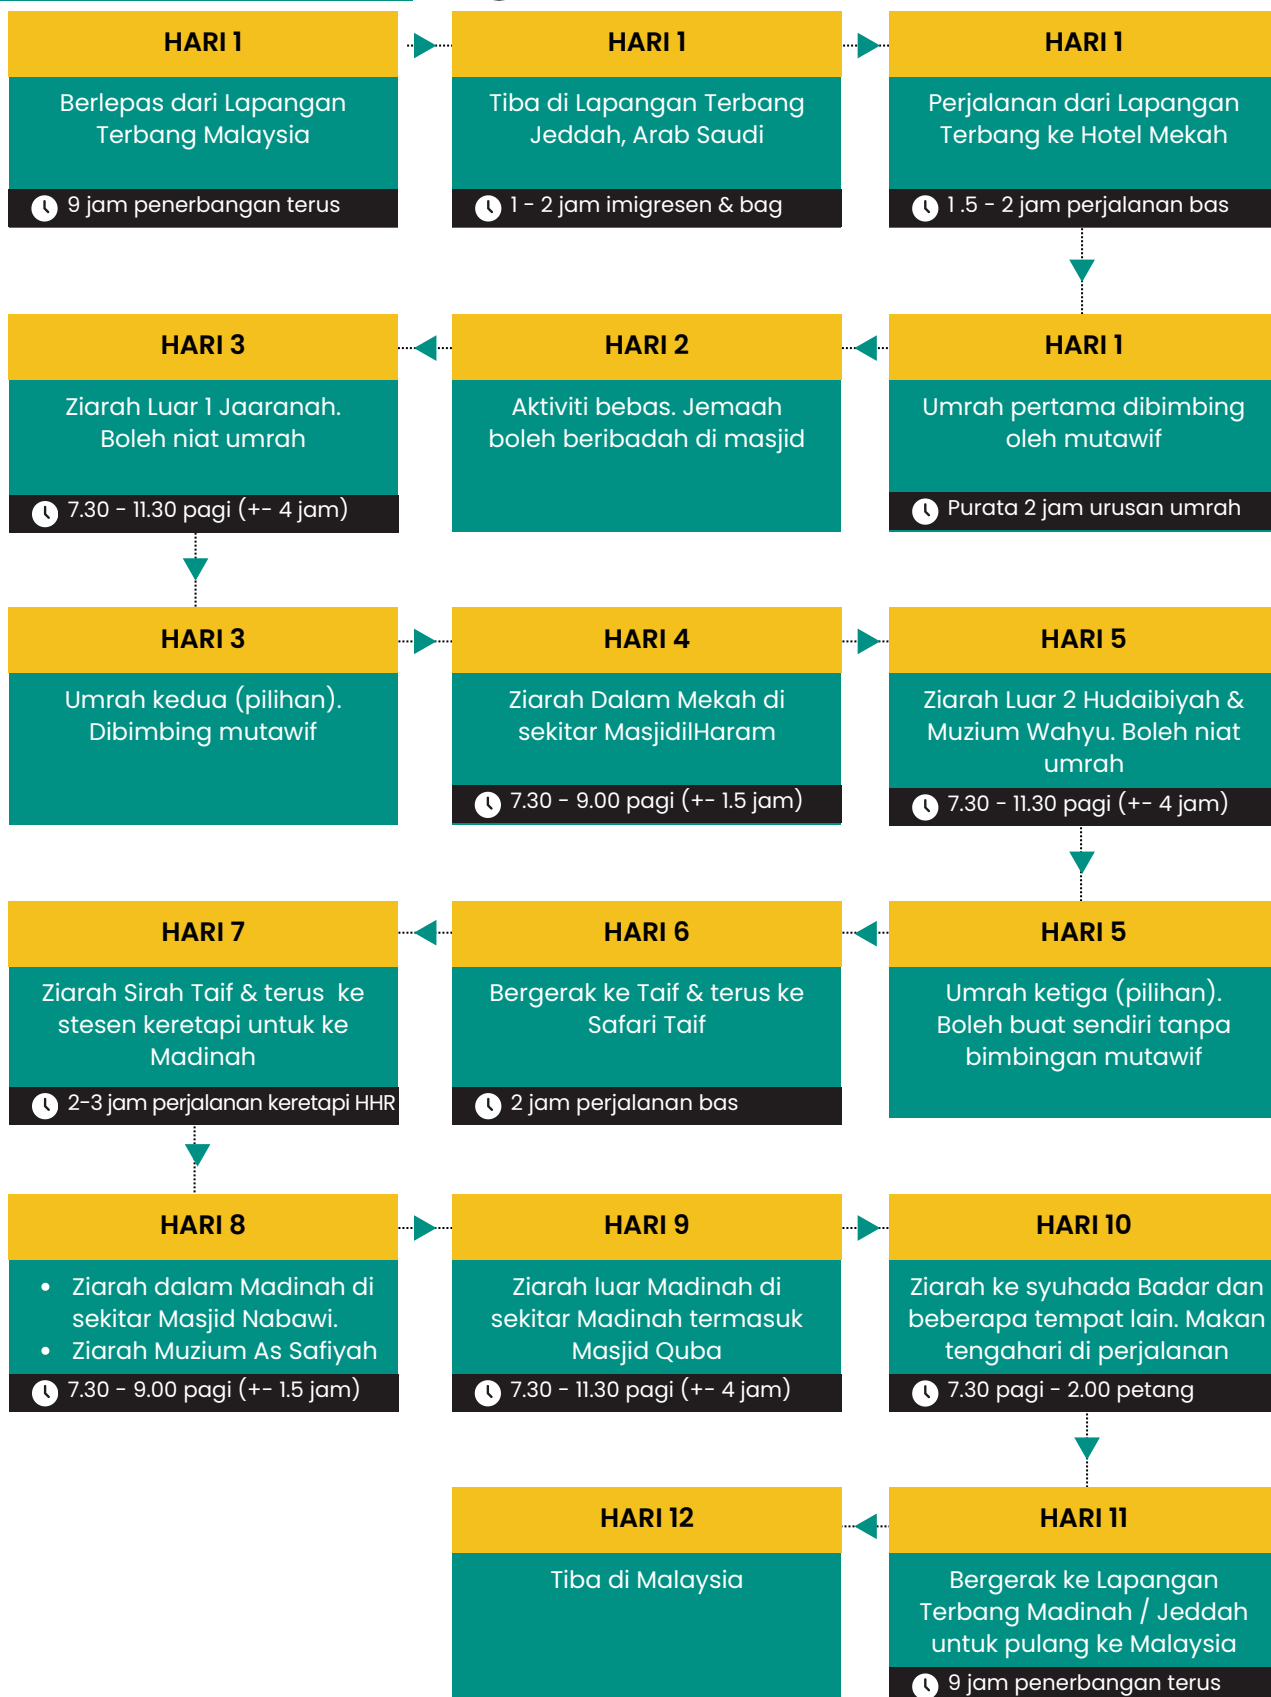 HARI 1
Berlepas dari Lapangan
Terbang Malaysia
9 jam penerbangan terus
HARI 1
Tiba di Lapangan Terbang
Jeddah, Arab Saudi
1 - 2 jam imigresen & bag
HARI 1
Perjalanan dari Lapangan
Terbang ke Hotel Mekah
1 .5 - 2 jam perjalanan bas
HARI 1
Umrah pertama dibimbing
oleh mutawif
Purata 2 jam urusan umrah
HARI 2
Aktiviti bebas. Jemaah
boleh beribadah di masjid
HARI 3
Ziarah Luar 1 Jaaranah.
Boleh niat umrah
7.30 - 11.30 pagi (+- 4 jam)
HARI 3
Umrah kedua (pilihan).
Dibimbing mutawif
HARI 4
Ziarah Dalam Mekah di
sekitar MasjidilHaram
7.30 - 9.00 pagi (+- 1.5 jam)
HARI 5
Ziarah Luar 2 Hudaibiyah &
Muzium Wahyu. Boleh niat
umrah
7.30 - 11.30 pagi (+- 4 jam)
HARI 5
Umrah ketiga (pilihan).
Boleh buat sendiri tanpa
bimbingan mutawif
HARI 6
Bergerak ke Taif & terus ke
Safari Taif
2 jam perjalanan bas
HARI 7
Ziarah Sirah Taif & terus ke
stesen keretapi untuk ke
Madinah
2-3 jam perjalanan keretapi HHR
HARI 8
• Ziarah dalam Madinah di
sekitar Masjid Nabawi.
• Ziarah Muzium As Safiyah
7.30 - 9.00 pagi (+- 1.5 jam)
HARI 9
Ziarah luar Madinah di
sekitar Madinah termasuk
Masjid Quba
7.30 - 11.30 pagi (+- 4 jam)
HARI 10
Ziarah ke syuhada Badar dan
beberapa tempat lain. Makan
tengahari di perjalanan
7.30 pagi - 2.00 petang
HARI 11
Bergerak ke Lapangan
Terbang Madinah / Jeddah
untuk pulang ke Malaysia
9 jam penerbangan terus
HARI 12
Tiba di Malaysia